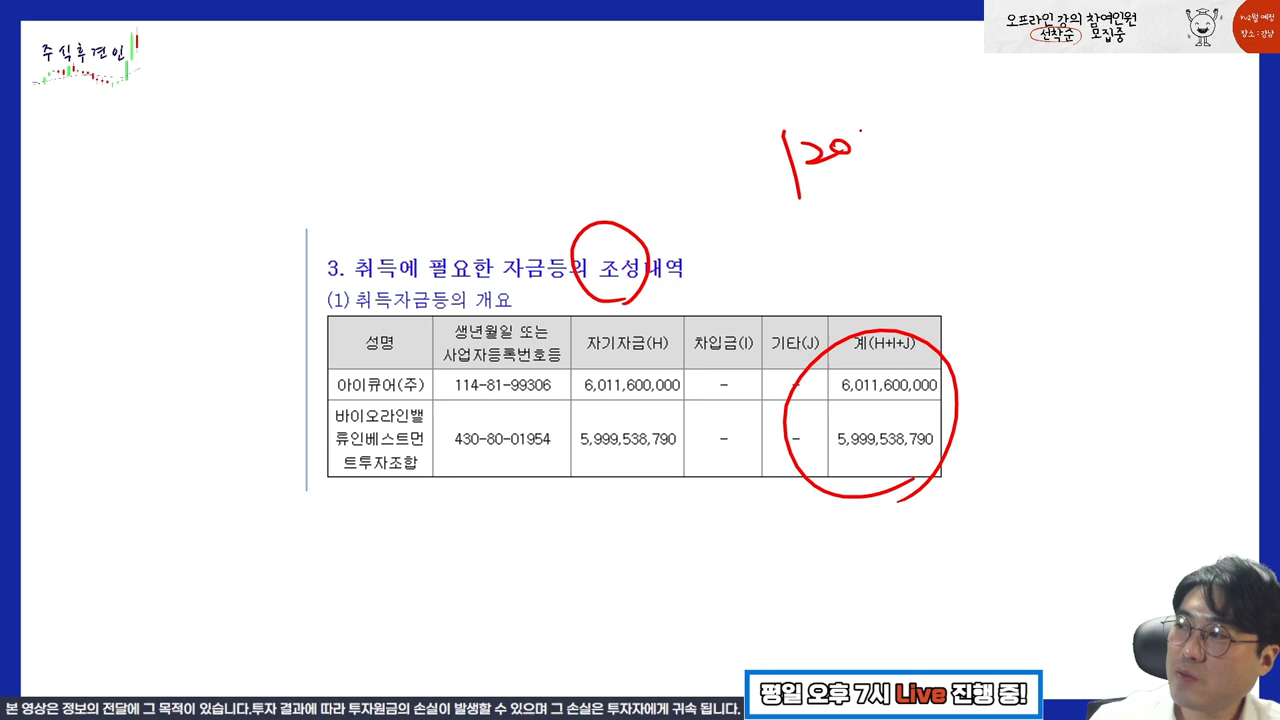 오프라인 강의 참여인원
선착순 모집중
12월 예정
장소 : 강남
주식후견인
120
3. 취득에 필요한 자금등의 조성내역
(1) 취득자금등의 개요
성명 생년월일 또는 사업자등록번호등 자기자금(H) 차입금(I) 기타(J) 계(H+I+J)
아이큐어(주) 114-81-99306 6,011,600,000 - - 6,011,600,000
바이오라인밸류인베스트먼트투자조합 430-80-01954 5,999,538,790 - - 5,999,538,790
평일 오후 7시 Live 진행 중!
본 영상은 정보의 전달에 그 목적이 있습니다.투자 결과에 따라 투자원금의 손실이 발생할 수 있으며 그 손실은 투자자에게 귀속 됩니다.